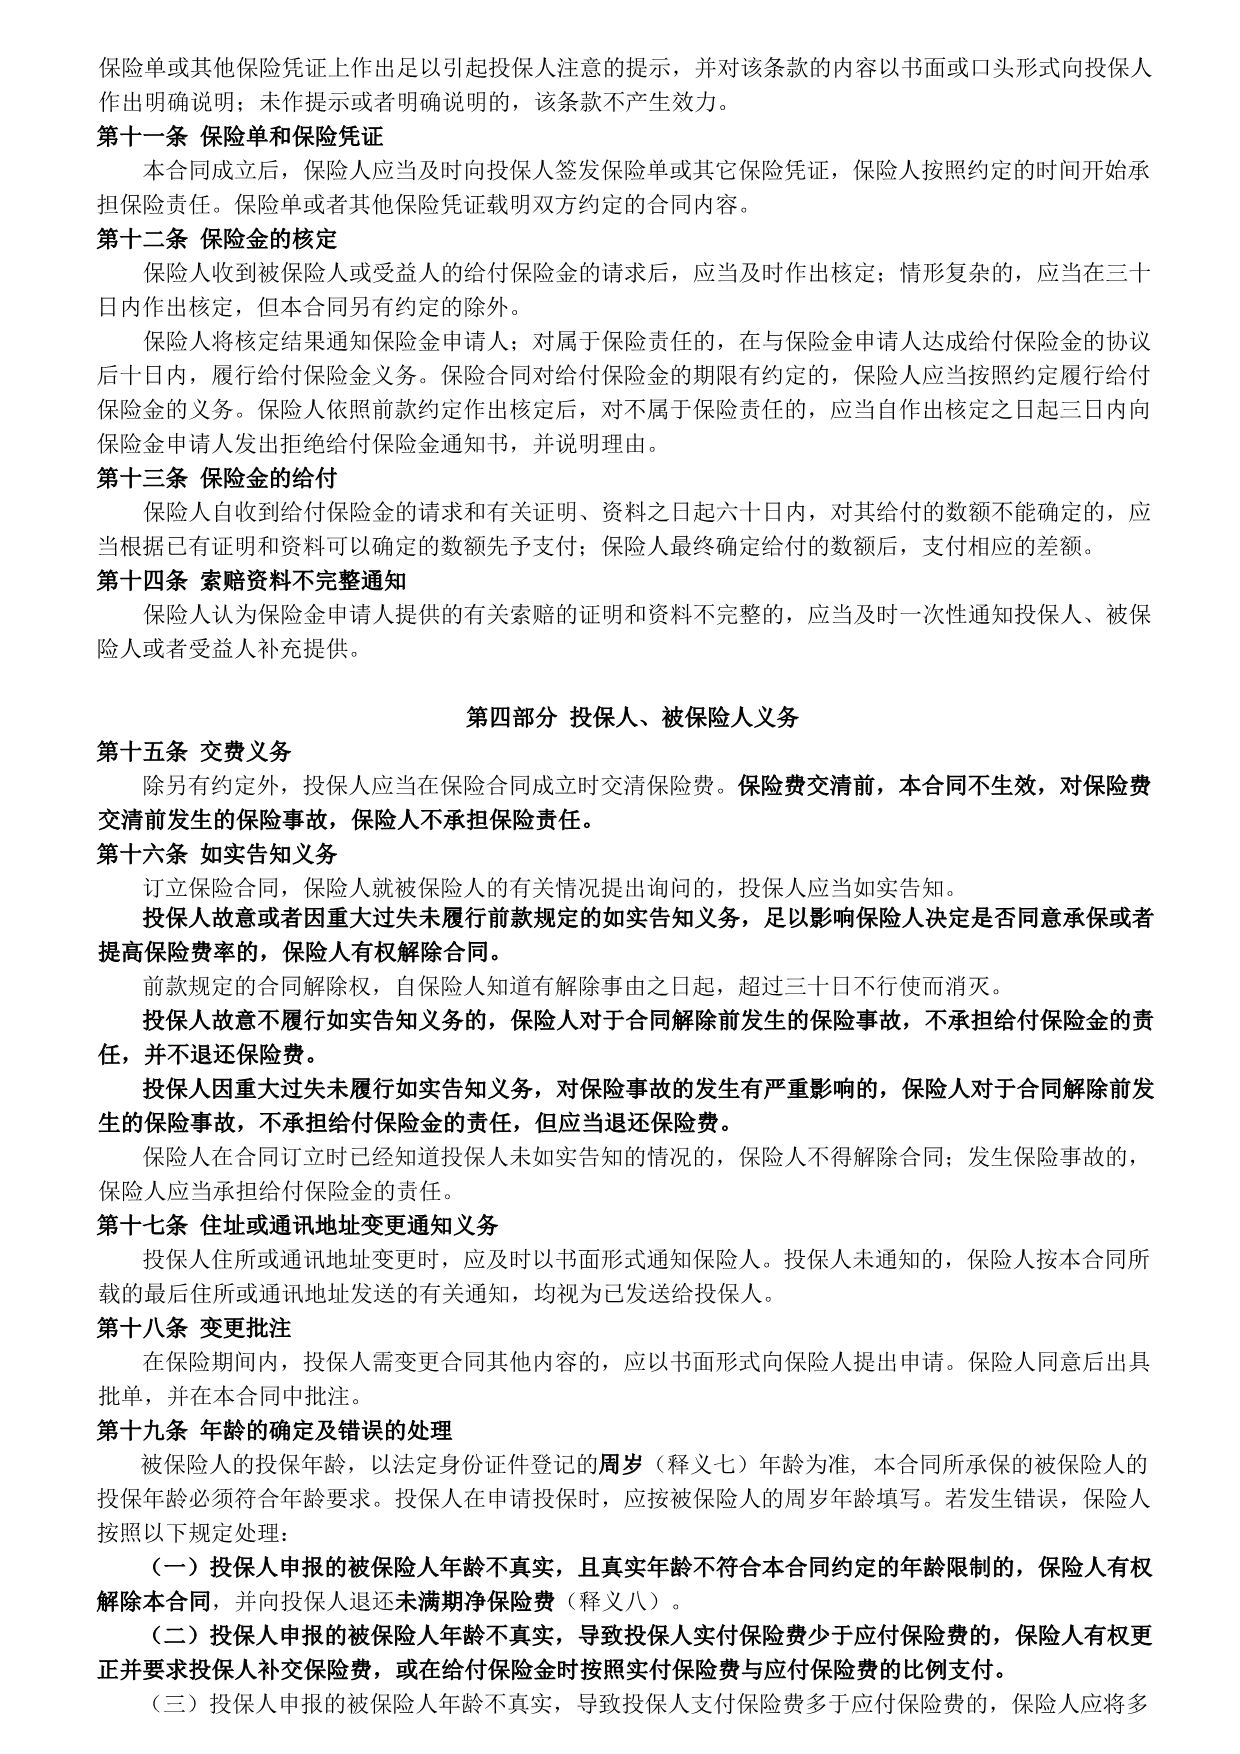 保险单或其他保险凭证上作出足以引起投保人注意的提示，并对该条款的内容以书面或口头形式向投保人
作出明确说明；未作提示或者明确说明的，该条款不产生效力。
第十一条 保险单和保险凭证
本合同成立后，保险人应当及时向投保人签发保险单或其它保险凭证，保险人按照约定的时间开始承
担保险责任。保险单或者其他保险凭证载明双方约定的合同内容。
第十二条 保险金的核定
保险人收到被保险人或受益人的给付保险金的请求后，应当及时作出核定；情形复杂的，应当在三十
日内作出核定，但本合同另有约定的除外。
保险人将核定结果通知保险金申请人；对属于保险责任的，在与保险金申请人达成给付保险金的协议
后十日内，履行给付保险金义务。保险合同对给付保险金的期限有约定的，保险人应当按照约定履行给付
保险金的义务。保险人依照前款约定作出核定后，对不属于保险责任的，应当自作出核定之日起三日内向
保险金申请人发出拒绝给付保险金通知书，并说明理由。
第十三条 保险金的给付
保险人自收到给付保险金的请求和有关证明、资料之日起六十日内，对其给付的数额不能确定的，应
当根据已有证明和资料可以确定的数额先予支付；保险人最终确定给付的数额后，支付相应的差额。
第十四条 索赔资料不完整通知
保险人认为保险金申请人提供的有关索赔的证明和资料不完整的，应当及时一次性通知投保人、被保
险人或者受益人补充提供。
第四部分 投保人、被保险人义务
第十五条 交费义务
除另有约定外，投保人应当在保险合同成立时交清保险费。保险费交清前，本合同不生效，对保险费
交清前发生的保险事故，保险人不承担保险责任。
第十六条 如实告知义务
订立保险合同，保险人就被保险人的有关情况提出询问的，投保人应当如实告知。
投保人故意或者因重大过失未履行前款规定的如实告知义务，足以影响保险人决定是否同意承保或者
提高保险费率的，保险人有权解除合同。
前款规定的合同解除权，自保险人知道有解除事由之日起，超过三十日不行使而消灭。
投保人故意不履行如实告知义务的，保险人对于合同解除前发生的保险事故，不承担给付保险金的责
任，并不退还保险费。
投保人因重大过失未履行如实告知义务，对保险事故的发生有严重影响的，保险人对于合同解除前发
生的保险事故，不承担给付保险金的责任，但应当退还保险费。
保险人在合同订立时已经知道投保人未如实告知的情况的，保险人不得解除合同；发生保险事故的，
保险人应当承担给付保险金的责任。
第十七条 住址或通讯地址变更通知义务
投保人住所或通讯地址变更时，应及时以书面形式通知保险人。投保人未通知的，保险人按本合同所
载的最后住所或通讯地址发送的有关通知，均视为已发送给投保人。
第十八条 变更批注
在保险期间内，投保人需变更合同其他内容的，应以书面形式向保险人提出申请。保险人同意后出具
批单，并在本合同中批注。
第十九条 年龄的确定及错误的处理
被保险人的投保年龄，以法定身份证件登记的周岁（释义七）年龄为准, 本合同所承保的被保险人的
投保年龄必须符合年龄要求。投保人在申请投保时，应按被保险人的周岁年龄填写。若发生错误，保险人
按照以下规定处理：
（一）投保人申报的被保险人年龄不真实，且真实年龄不符合本合同约定的年龄限制的，保险人有权
解除本合同，并向投保人退还未满期净保险费（释义八）。
（二）投保人申报的被保险人年龄不真实，导致投保人实付保险费少于应付保险费的，保险人有权更
正并要求投保人补交保险费，或在给付保险金时按照实付保险费与应付保险费的比例支付。
（三）投保人申报的被保险人年龄不真实，导致投保人支付保险费多于应付保险费的，保险人应将多